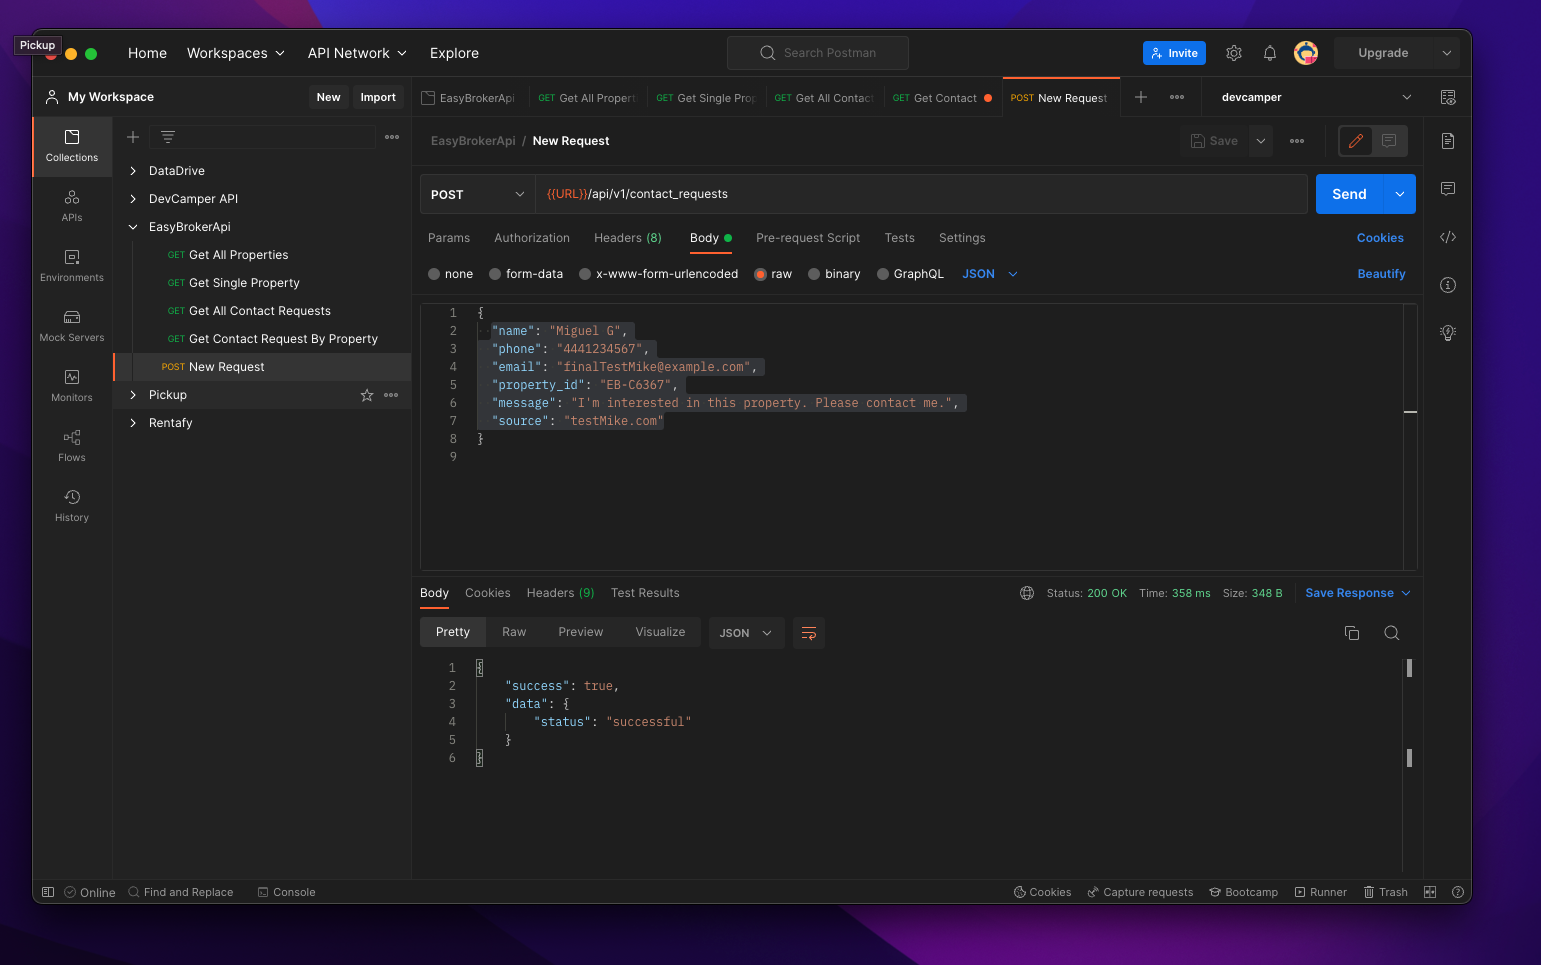 Pickup
Home Workspaces API Network Explore
Search Postman
Invite
Upgrade
My Workspace
New Import
EasyBrokerApi
GET Get All Propert
GET Get Single Prop
GET Get All Contact
GET Get Contact
POST New Request
devcamper
Collections
APIs
Environments
Mock Servers
Monitors
Flows
History
DataDrive
DevCamper API
EasyBrokerApi
GET Get All Properties
GET Get Single Property
GET Get All Contact Requests
GET Get Contact Request By Property
POST New Request
Pickup
Rentafy
EasyBrokerApi / New Request
Save
POST {{URL}}/api/v1/contact_requests Send
Params Authorization Headers (8) Body Pre-request Script Tests Settings Cookies
none form-data x-www-form-urlencoded raw binary GraphQL JSON Beautify
1 {
2 "name": "Miguel G",
3 "phone": "4441234567",
4 "email": "finalTestMike@example.com",
5 "property_id": "EB-C6367",
6 "message": "I'm interested in this property. Please contact me.",
7 "source": "testMike.com"
8 }
9
Body Cookies Headers (9) Test Results Status: 200 OK Time: 358 ms Size: 348 B Save Response
Pretty Raw Preview Visualize JSON
1 {
2 "success": true,
3 "data": {
4 "status": "successful"
5 }
6 }
Online Find and Replace Console Cookies Capture requests Bootcamp Runner Trash